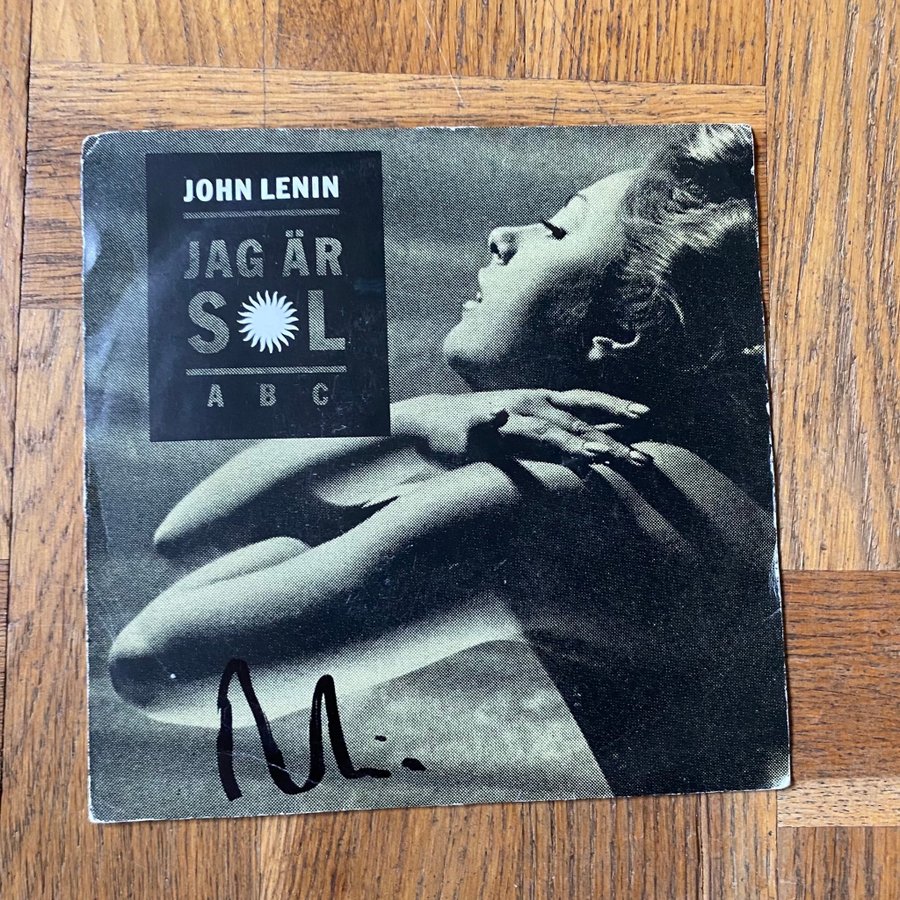 JOHN LENIN
JAG ÄR
SOL
A B C